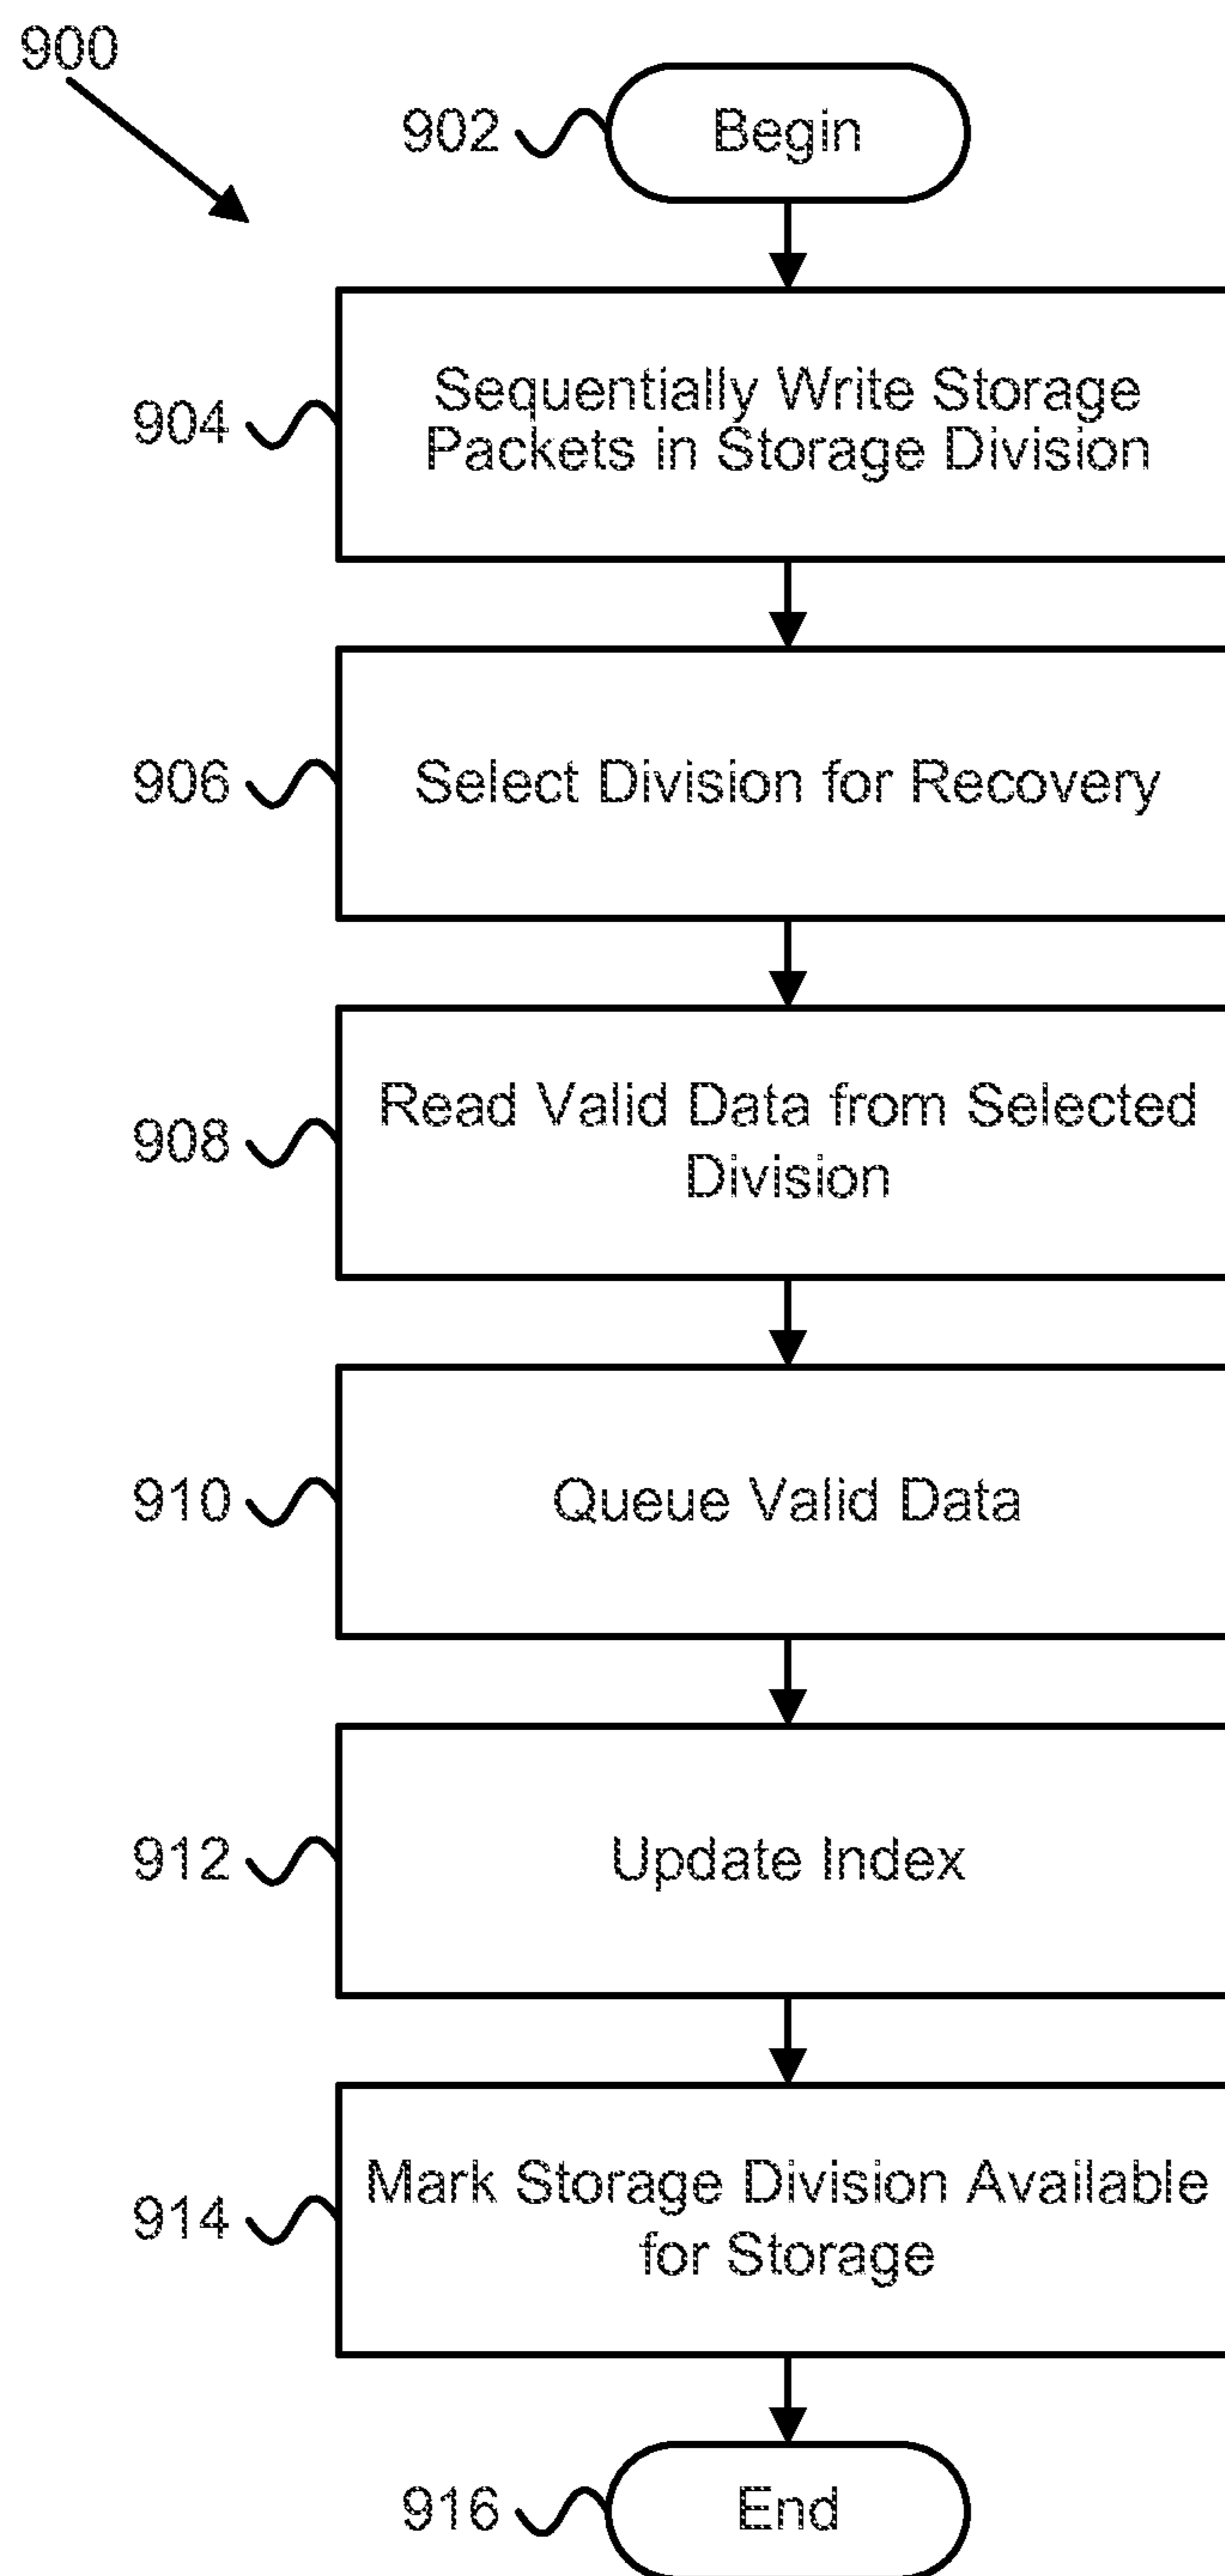 900
902 Begin
904 Sequentially Write Storage
Packets in Storage Division
906 Select Division for Recovery
908 Read Valid Data from Selected
Division
910 Queue Valid Data
912 Update Index
914 Mark Storage Division Available
for Storage
916 End